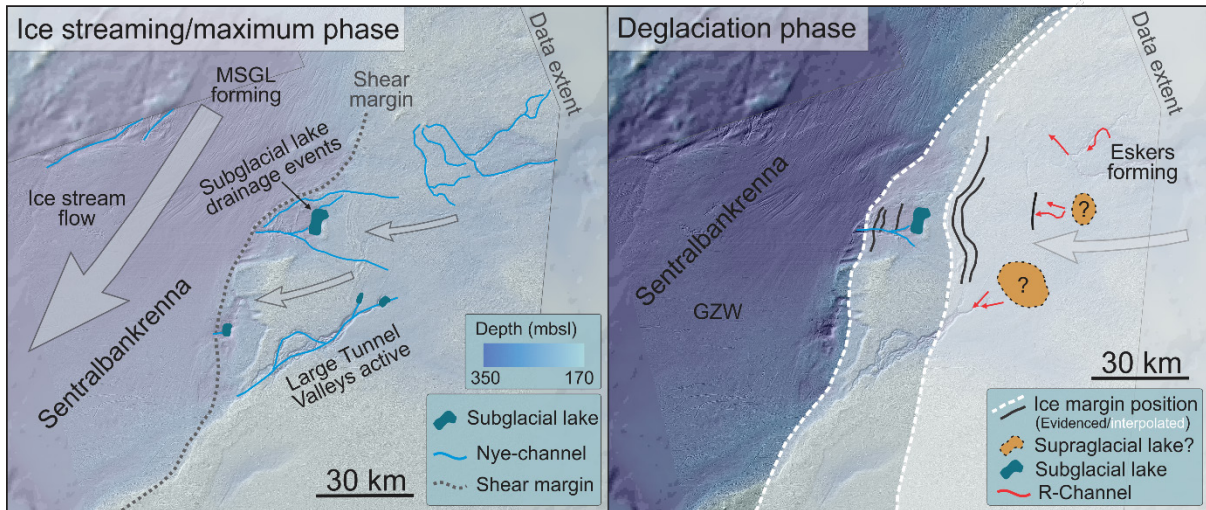 Ice streaming/maximum phase
MSGL
forming
Shear
margin
Data extent
Subglacial lake
drainage events
Ice stream
flow
Sentralbankrenna
Large Tunnel
Valleys active
Depth (mbsl)
350 170
Subglacial lake
Nye-channel
Shear margin
30 km
Deglaciation phase
Data extent
Eskers
forming
?
?
Sentralbankrenna
GZW
30 km
Ice margin position
(Evidenced/interpolated)
Supraglacial lake?
Subglacial lake
R-Channel